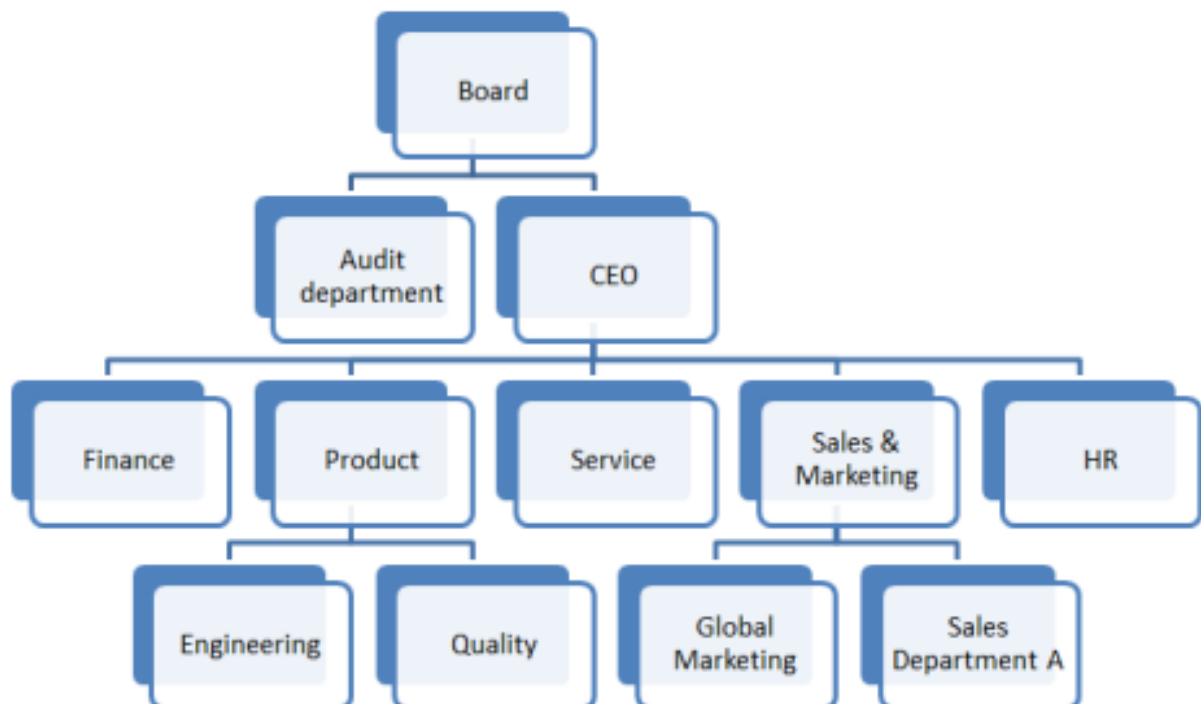 Board
Audit
department
CEO
Finance
Product
Service
Sales &
Marketing
HR
Engineering
Quality
Global
Marketing
Sales
Department A